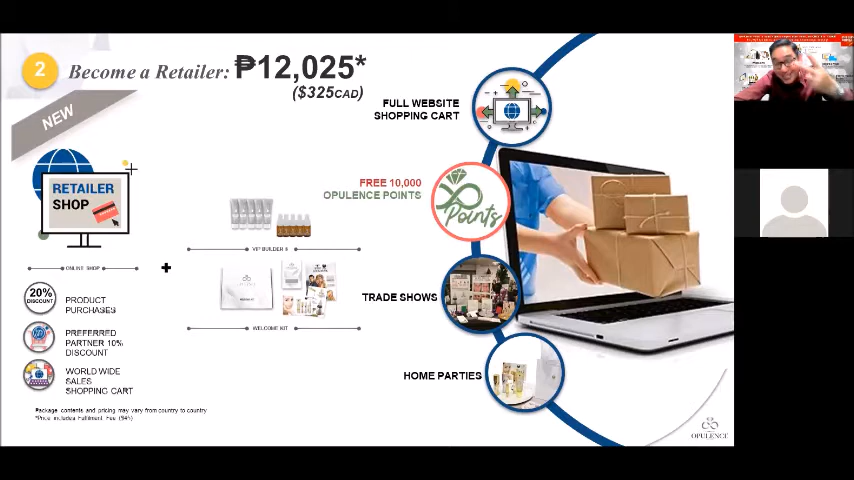 2
Become a Retailer: ₱12,025*
($325CAD)
NEW
RETAILER
SHOP
ONLINE SHOP
+
VIP BUILDER 6
WELCOME KIT
20%
DISCOUNT
PRODUCT
PURCHASES
PREFERRED
PARTNER 10%
DISCOUNT
WORLD WIDE
SALES
SHOPPING CART
Package contents and pricing may vary from country to country
FULL WEBSITE
SHOPPING CART
FREE 10,000
OPULENCE POINTS
Points
TRADE SHOWS
HOME PARTIES
OPULENCE